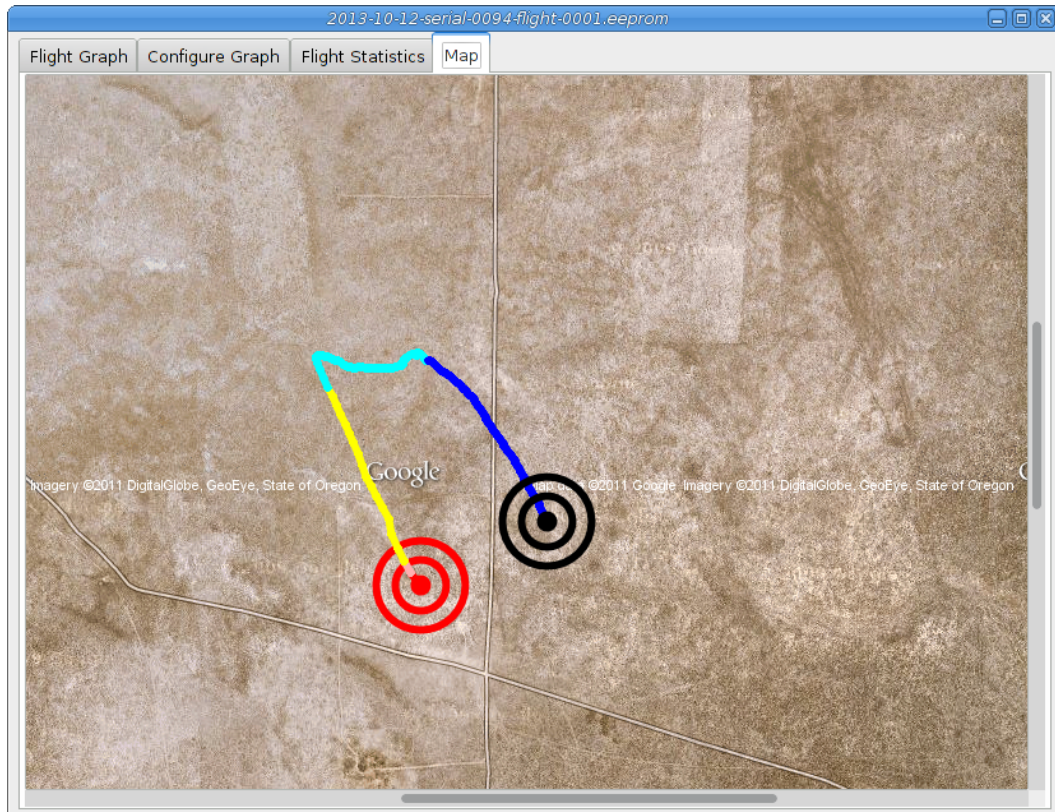 2013-10-12-serial-0094-flight-0001.eeprom
Flight Graph
Configure Graph
Flight Statistics
Map
Google
Imagery ©2011 DigitalGlobe, GeoEye, State of Oregon
©2011 Google Imagery ©2011 DigitalGlobe, GeoEye, State of Oregon